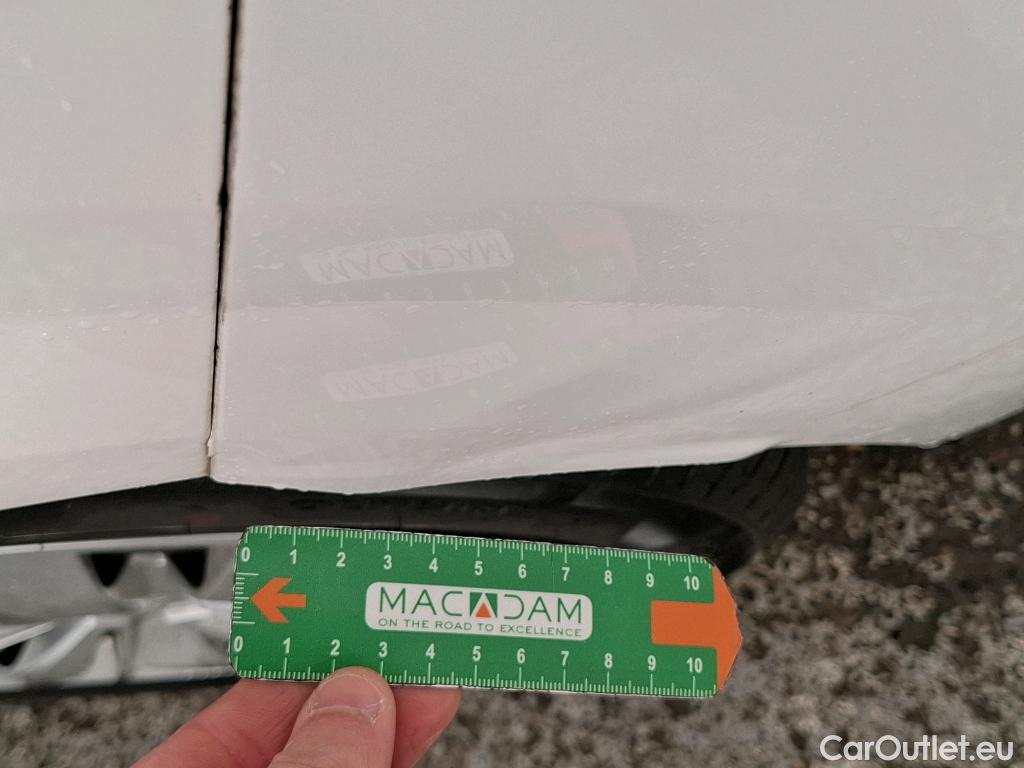 0 1 2 3 4 5 6 7 8 9 10
MACADAM
ON THE ROAD TO EXCELLENCE
0 1 2 3 4 5 6 7 8 9 10
CarOutlet.eu